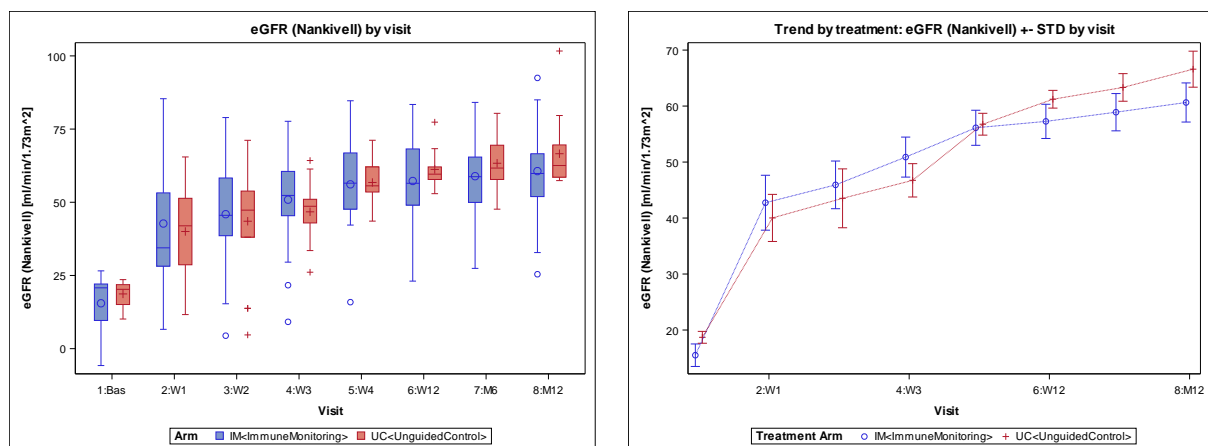 eGFR (Nankivell) by visit
eGFR (Nankivell) [ml/min/1.73m^2]
100
75
50
25
0
1:Bas 2:W1 3:W2 4:W3 5:W4 6:W12 7:M6 8:M12
Visit
Arm IM<ImmuneMonitoring> UC<UnguidedControl>
Trend by treatment: eGFR (Nankivell) +- STD by visit
eGFR (Nankivell) [ml/min/1.73m^2]
70
60
50
40
30
20
2:W1 4:W3 6:W12 8:M12
Visit
Treatment Arm IM<ImmuneMonitoring> UC<UnguidedControl>